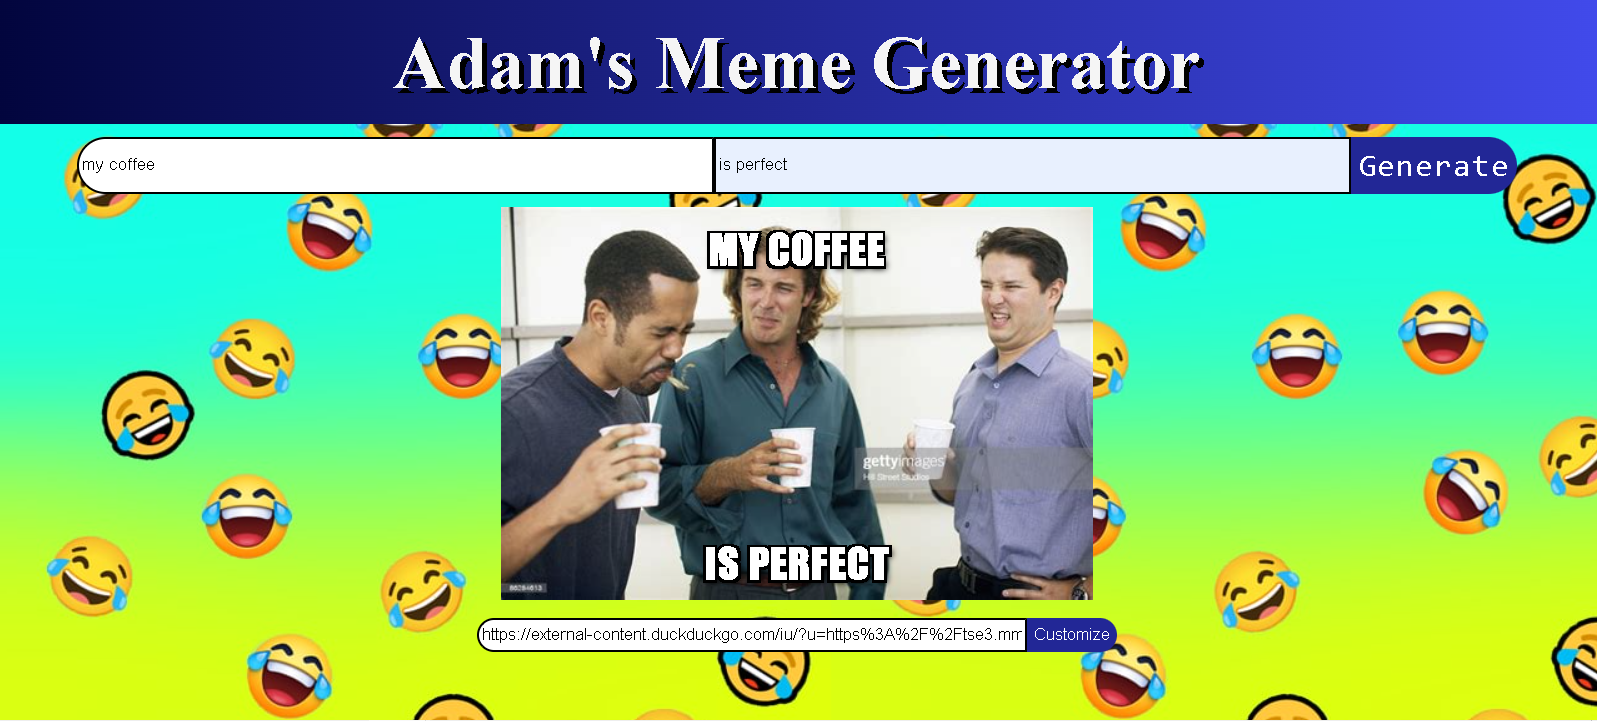 Adam's Meme Generator
my coffee
is perfect
Generate
MY COFFEE
gettyimages
Hill Street Studios
IS PERFECT
https://external-content.duckduckgo.com/iu/?u=https%3A%2F%2Ftse3.mm
Customize